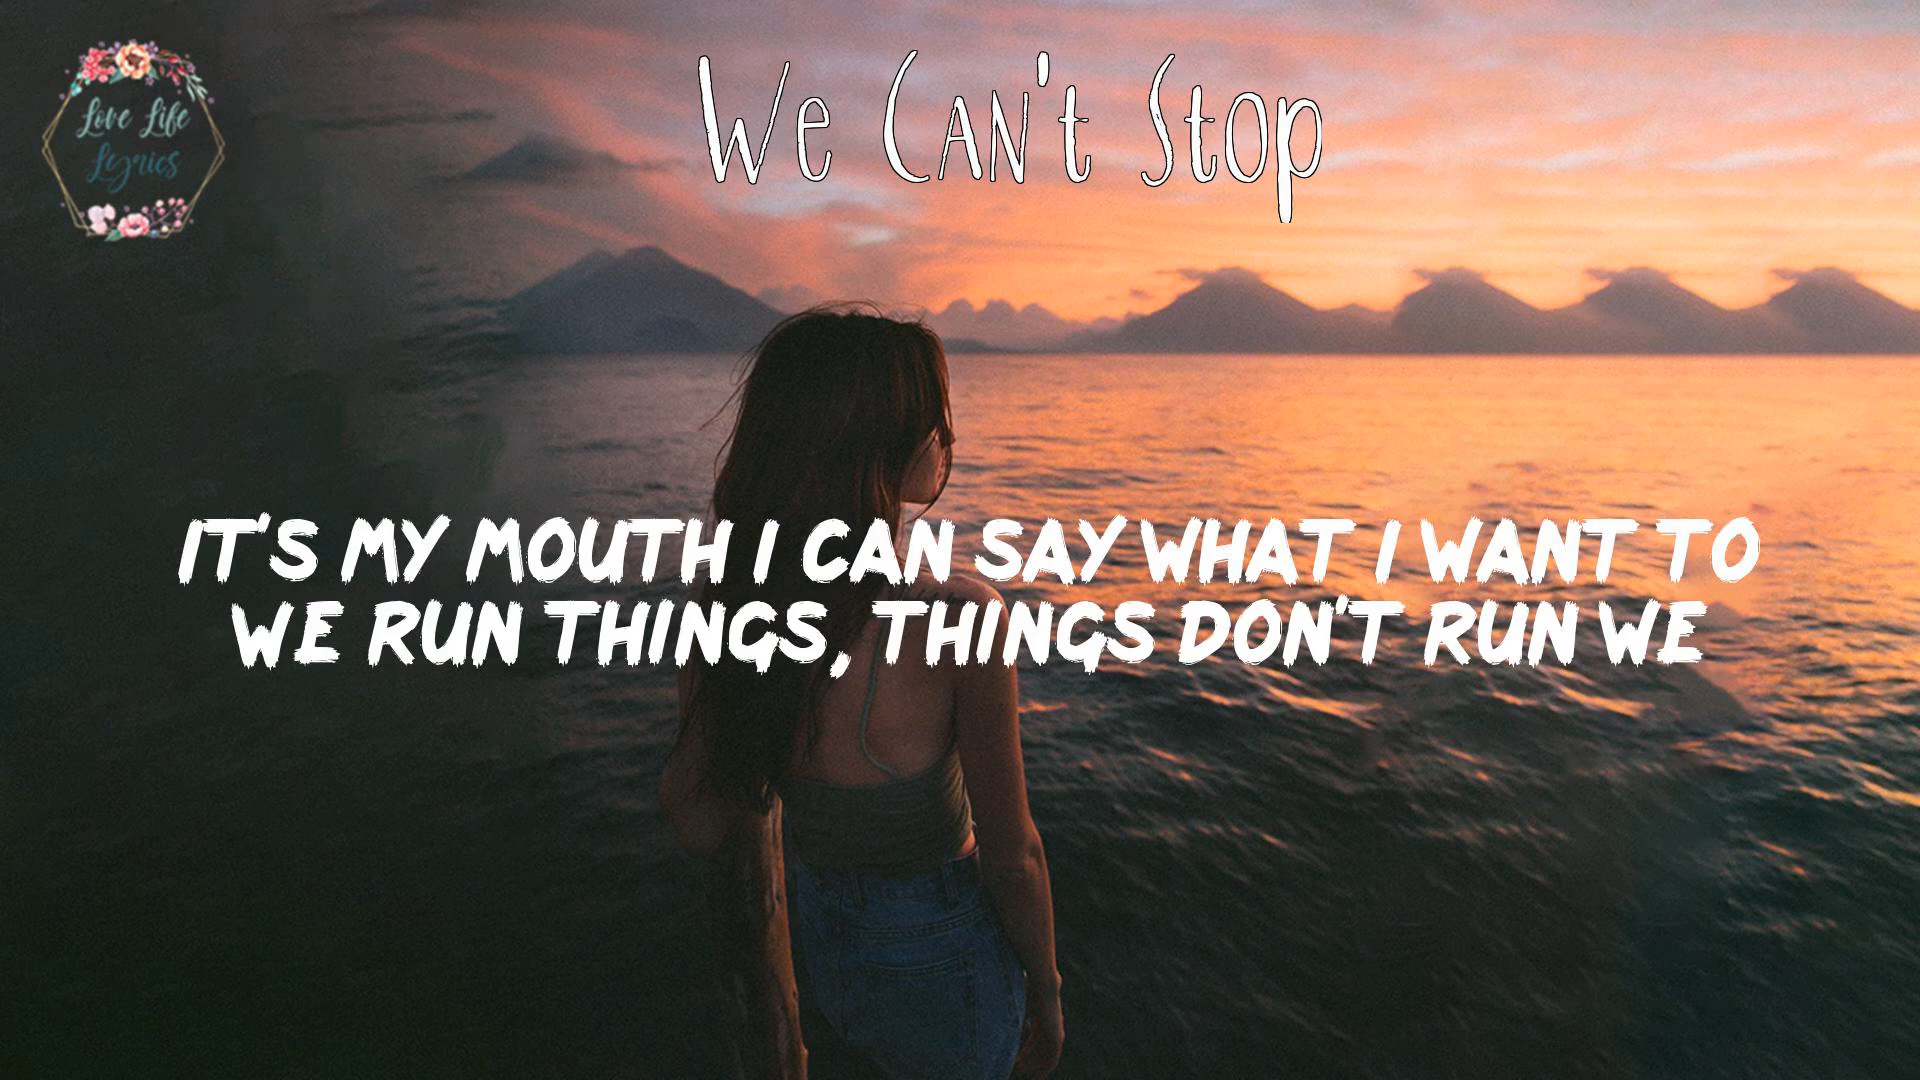 Love Life
Lyrics
We CAN't Stop
IT'S MY MOUTH I CAN SAY WHAT I WANT TO
WE RUN THINGS, THINGS DON'T RUN WE